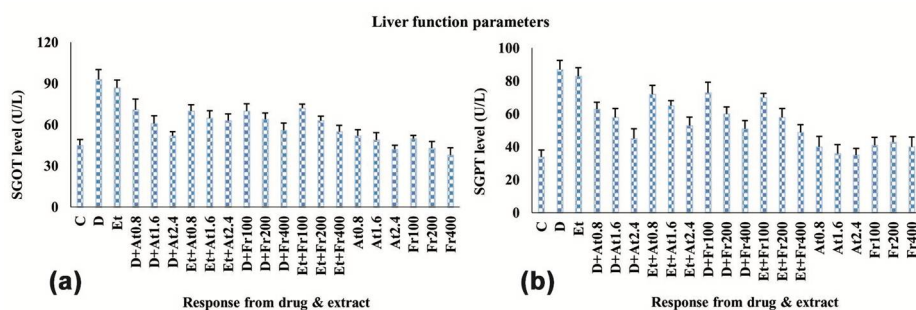 Liver function parameters
SGOT level (U/L)
120
90
60
30
0
C
D
Et
D+At0.8
D+At1.6
D+At2.4
Et+At0.8
Et+At1.6
Et+At2.4
D+Fr100
D+Fr200
D+Fr400
Et+Fr100
Et+Fr200
Et+Fr400
At0.8
At1.6
At2.4
Fr100
Fr200
Fr400
(a)
Response from drug & extract
SGPT level (U/L)
100
80
60
40
20
0
C
D
Et
D+At0.8
D+At1.6
D+At2.4
Et+At0.8
Et+At1.6
Et+At2.4
D+Fr100
D+Fr200
D+Fr400
Et+Fr100
Et+Fr200
Et+Fr400
At0.8
At1.6
At2.4
Fr100
Fr200
Fr400
(b)
Response from drug & extract